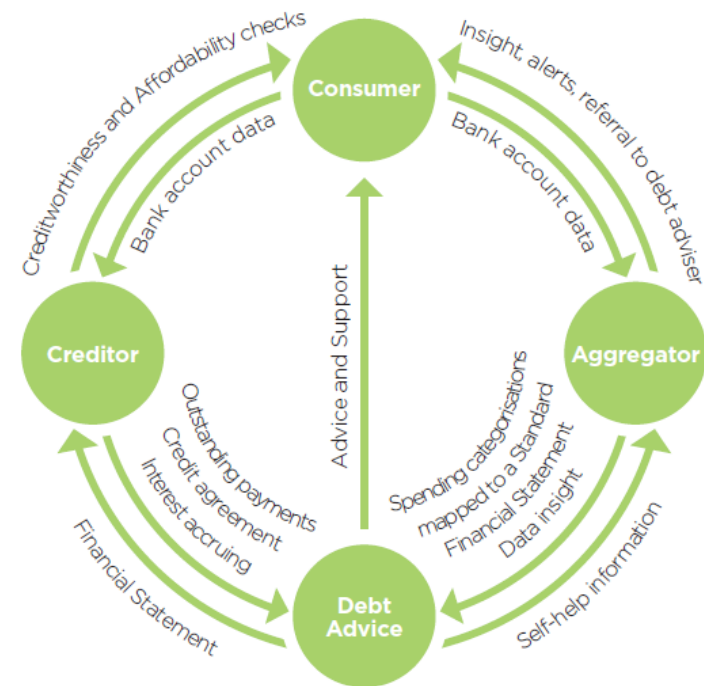 Creditworthiness and Affordability checks
Insight, alerts, referral to debt adviser
Consumer
Bank account data
Bank account data
Creditor
Advice and Support
Aggregator
Outstanding payments
Credit agreement
Interest accruing
Spending categorisations
mapped to a Standard
Financial Statement
Data insight
Financial Statement
Debt
Advice
Self-help information